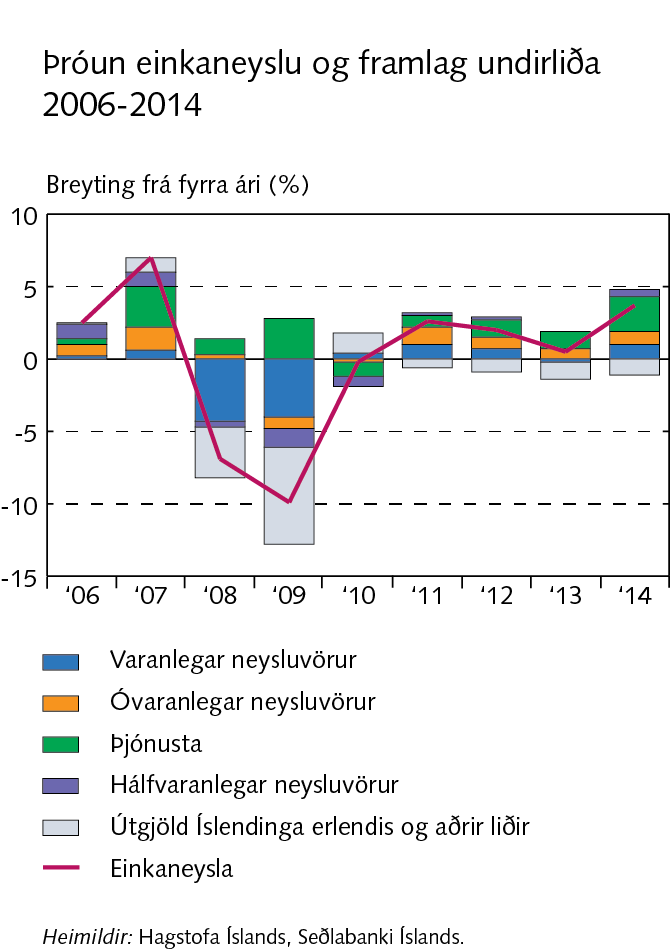 Þróun einkaneyslu og framlag undirliða
2006-2014
Breyting frá fyrra ári (%)
10
5
0
-5
-10
-15
‘06 ‘07 ‘08 ‘09 ‘10 ‘11 ‘12 ‘13 ‘14
Varanlegar neysluvörur
Óvaranlegar neysluvörur
Þjónusta
Hálfvaranlegar neysluvörur
Útgjöld Íslendinga erlendis og aðrir liðir
Einkaneysla
Heimildir: Hagstofa Íslands, Seðlabanki Íslands.